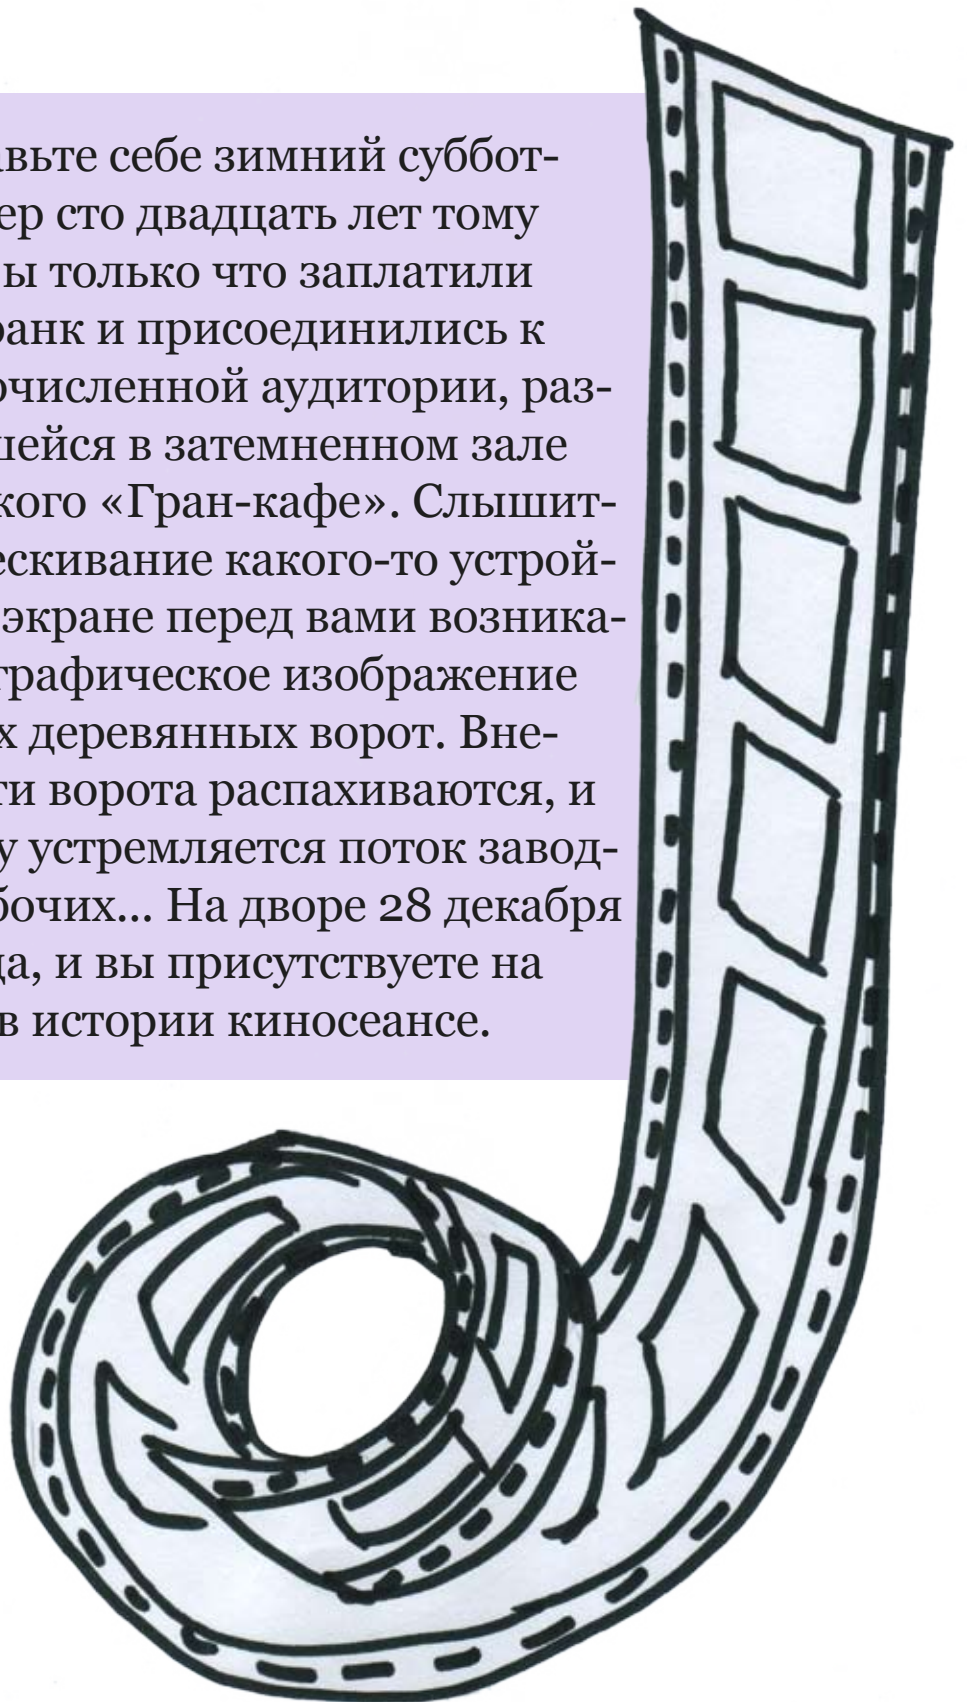 авьте себе зимний суббот-
ер сто двадцать лет тому
ы только что заплатили
ранк и присоединились к
очисленной аудитории, раз-
шейся в затемненном зале
кого «Гран-кафе». Слышит-
ескивание какого-то устрой-
экране перед вами возника-
графическое изображение
х деревянных ворот. Вне-
ти ворота распахиваются, и
у устремляется поток завод-
бочих... На дворе 28 декабря
да, и вы присутствуете на
в истории киносеансе.